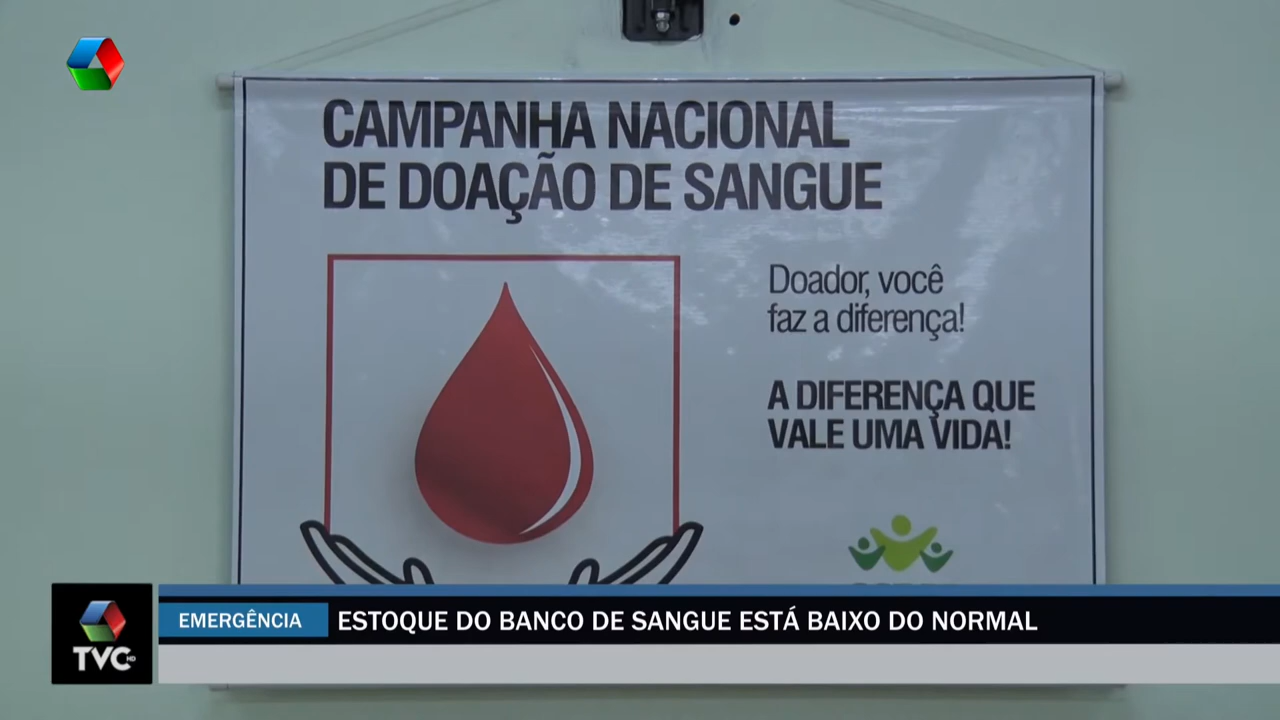 CAMPANHA NACIONAL
DE DOAÇÃO DE SANGUE
Doador, você
faz a diferença!
A DIFERENÇA QUE
VALE UMA VIDA!
EMERGÊNCIA
ESTOQUE DO BANCO DE SANGUE ESTÁ BAIXO DO NORMAL
TVC HD